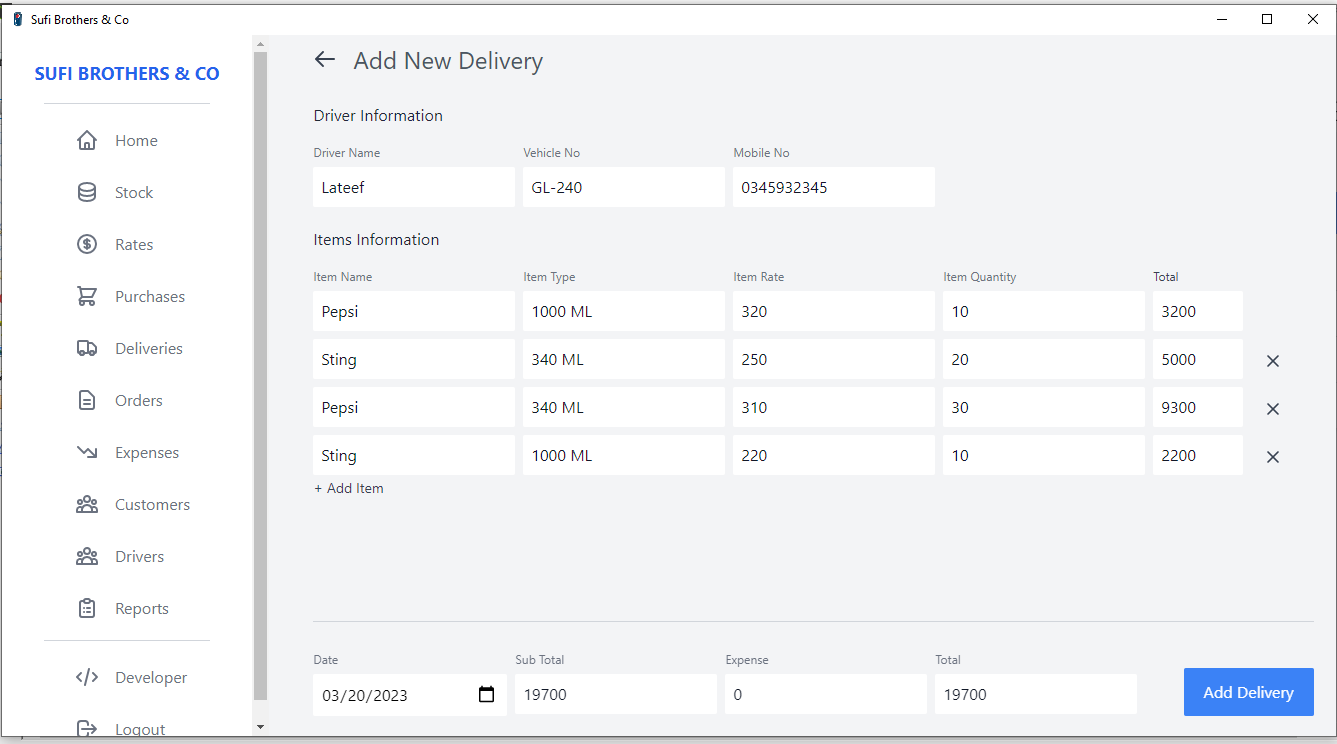 Sufi Brothers & Co
SUFI BROTHERS & CO
Home
Stock
Rates
Purchases
Deliveries
Orders
Expenses
Customers
Drivers
Reports
Developer
Logout
Add New Delivery
Driver Information
Driver Name Vehicle No Mobile No
Lateef GL-240 0345932345
Items Information
Item Name Item Type Item Rate Item Quantity Total
Pepsi 1000 ML 320 10 3200
Sting 340 ML 250 20 5000
Pepsi 340 ML 310 30 9300
Sting 1000 ML 220 10 2200
+ Add Item
Date Sub Total Expense Total
03/20/2023 19700 0 19700
Add Delivery